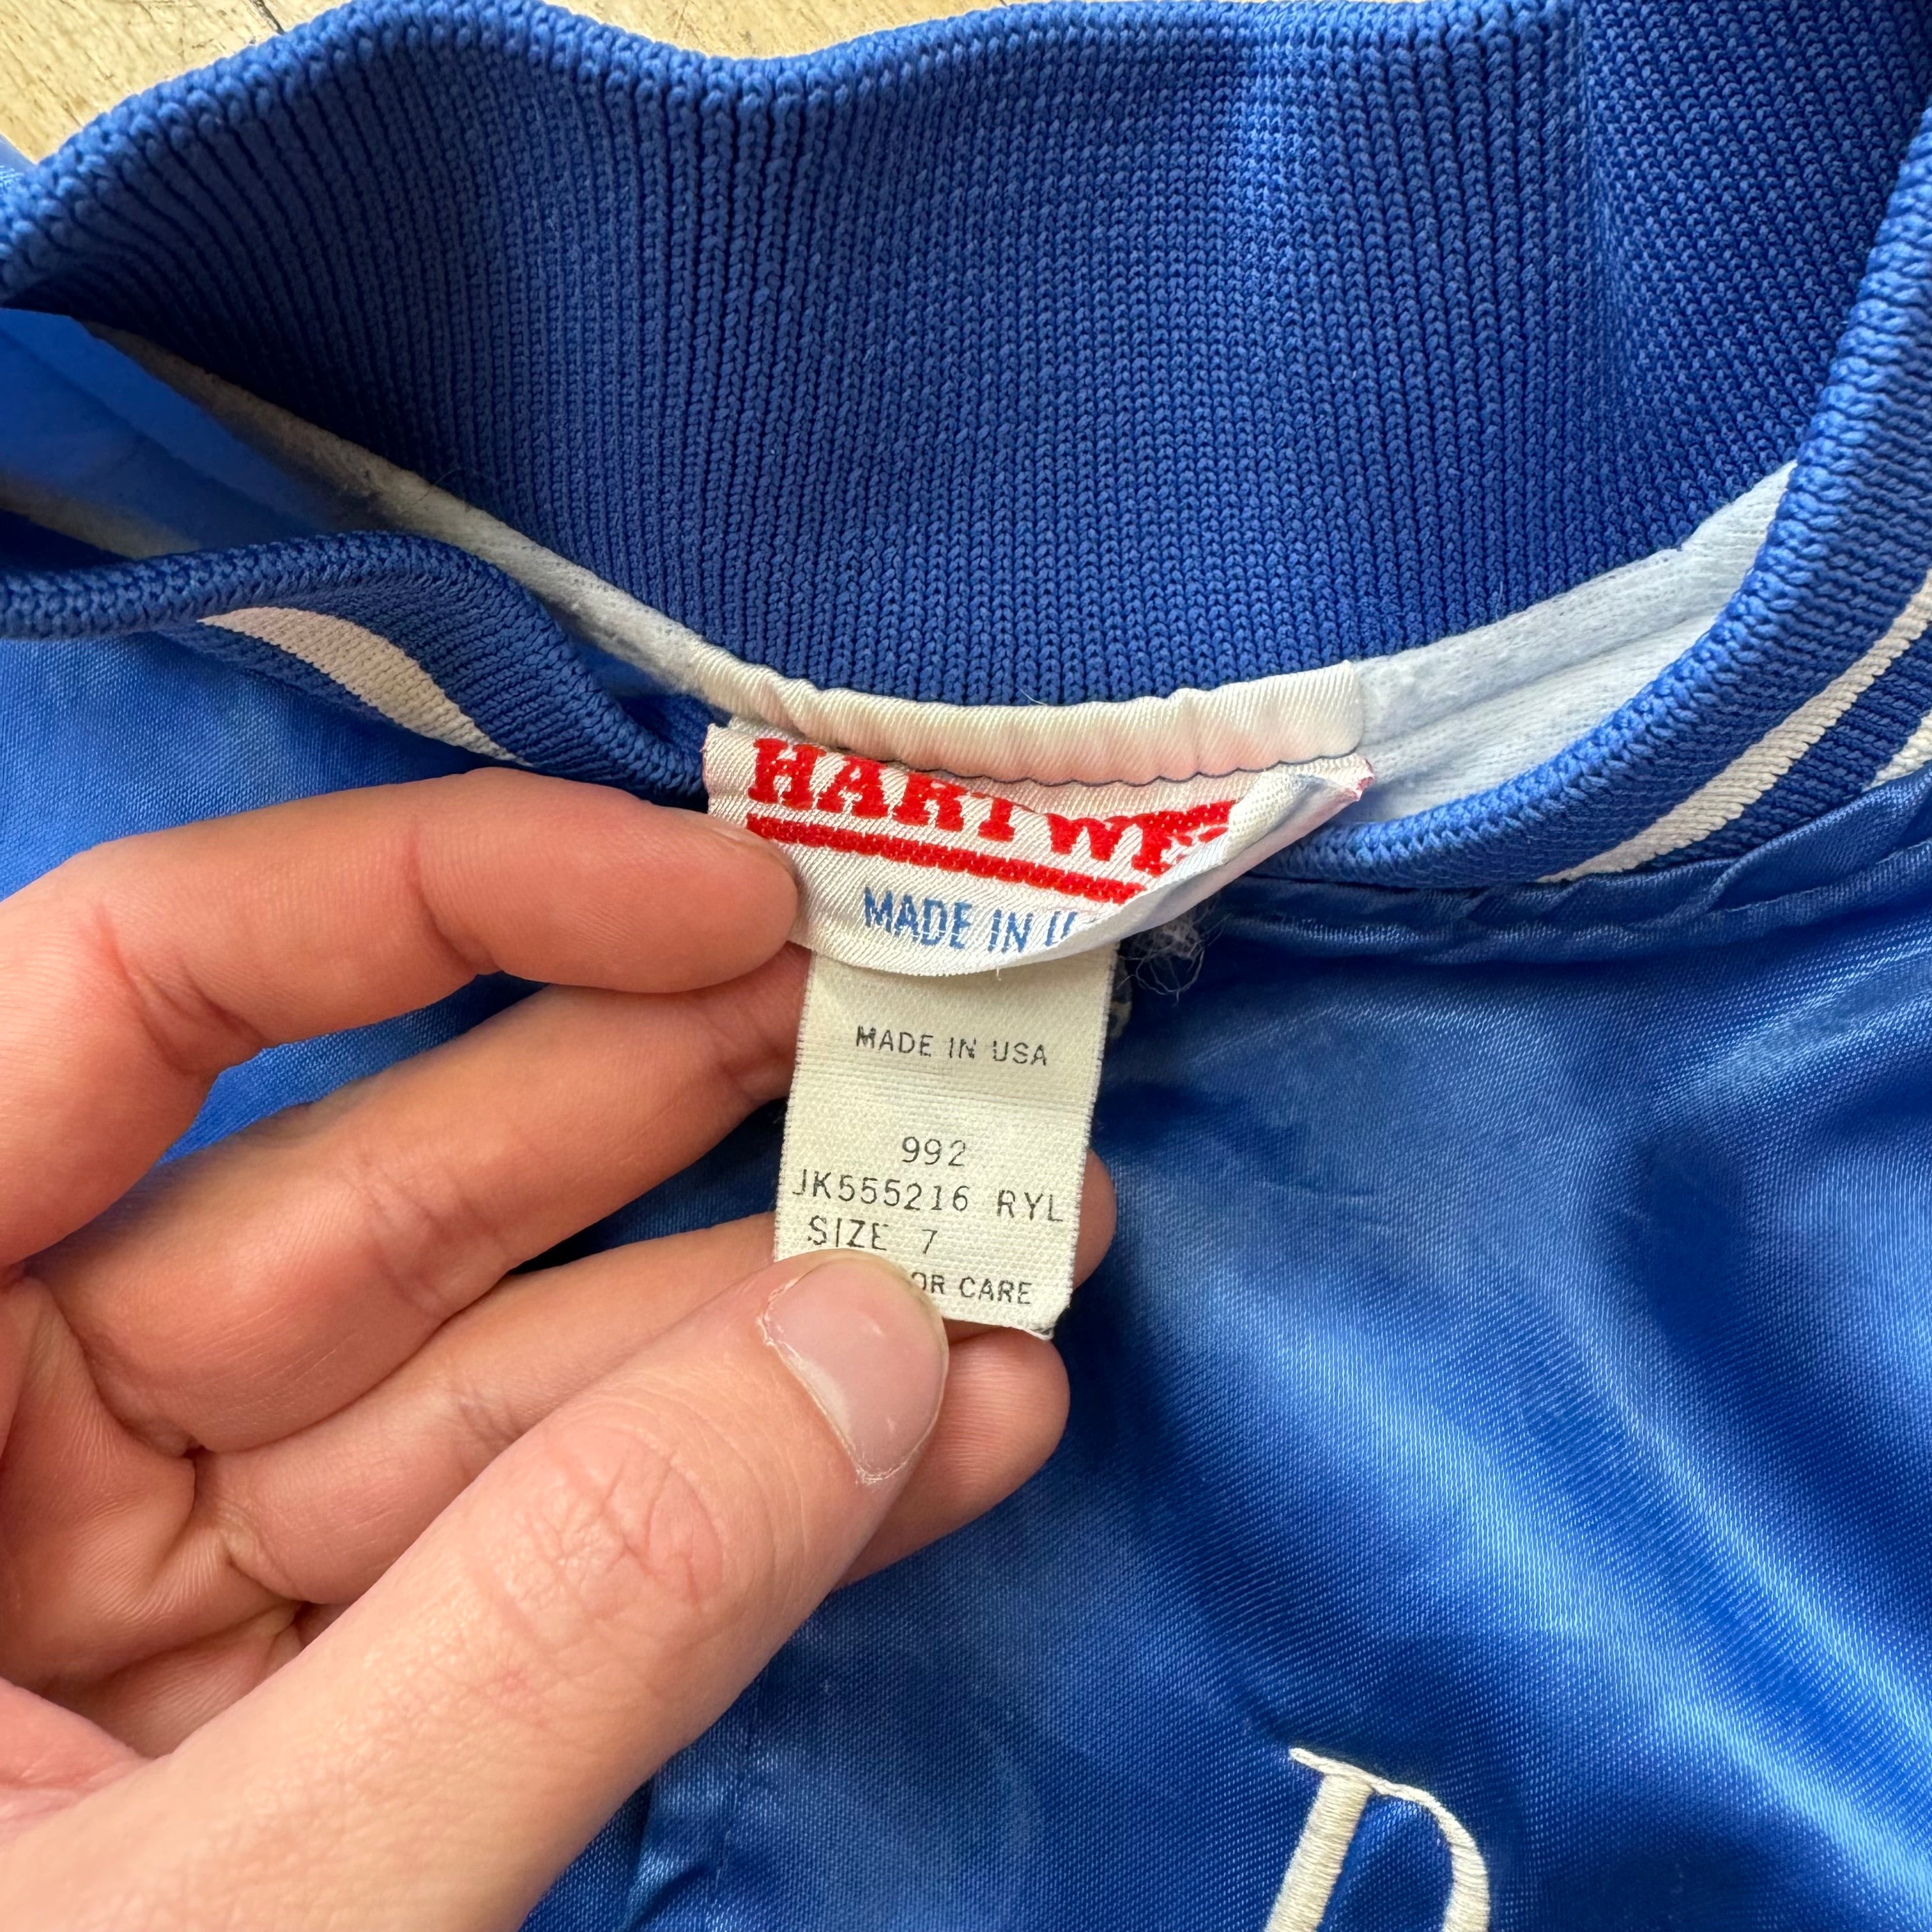 HARTWE
MADE IN U
MADE IN USA
992
JK555216 RYL
SIZE 7
OR CARE